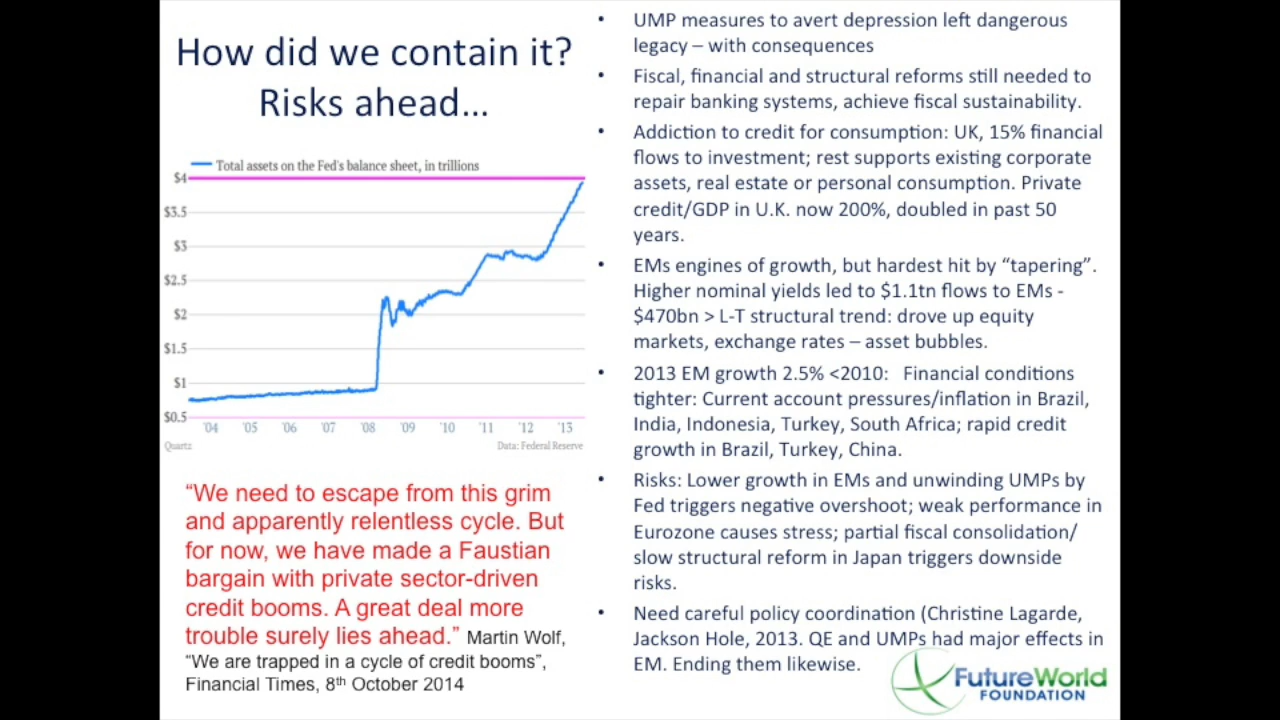 How did we contain it?
Risks ahead...
Total assets on the Fed's balance sheet, in trillions
$4
$3.5
$3
$2.5
$2
$1.5
$1
$0.5
'04 '05 '06 '07 '08 '09 '10 '11 '12 '13
Quartz Data: Federal Reserve
“We need to escape from this grim
and apparently relentless cycle. But
for now, we have made a Faustian
bargain with private sector-driven
credit booms. A great deal more
trouble surely lies ahead.” Martin Wolf,
“We are trapped in a cycle of credit booms”,
Financial Times, 8th October 2014
• UMP measures to avert depression left dangerous
legacy – with consequences
• Fiscal, financial and structural reforms still needed to
repair banking systems, achieve fiscal sustainability.
• Addiction to credit for consumption: UK, 15% financial
flows to investment; rest supports existing corporate
assets, real estate or personal consumption. Private
credit/GDP in U.K. now 200%, doubled in past 50
years.
• EMs engines of growth, but hardest hit by “tapering”.
Higher nominal yields led to $1.1tn flows to EMs -
$470bn > L-T structural trend: drove up equity
markets, exchange rates – asset bubbles.
• 2013 EM growth 2.5% <2010: Financial conditions
tighter: Current account pressures/inflation in Brazil,
India, Indonesia, Turkey, South Africa; rapid credit
growth in Brazil, Turkey, China.
• Risks: Lower growth in EMs and unwinding UMPs by
Fed triggers negative overshoot; weak performance in
Eurozone causes stress; partial fiscal consolidation/
slow structural reform in Japan triggers downside
risks.
• Need careful policy coordination (Christine Lagarde,
Jackson Hole, 2013. QE and UMPs had major effects in
EM. Ending them likewise.
FutureWorld
FOUNDATION